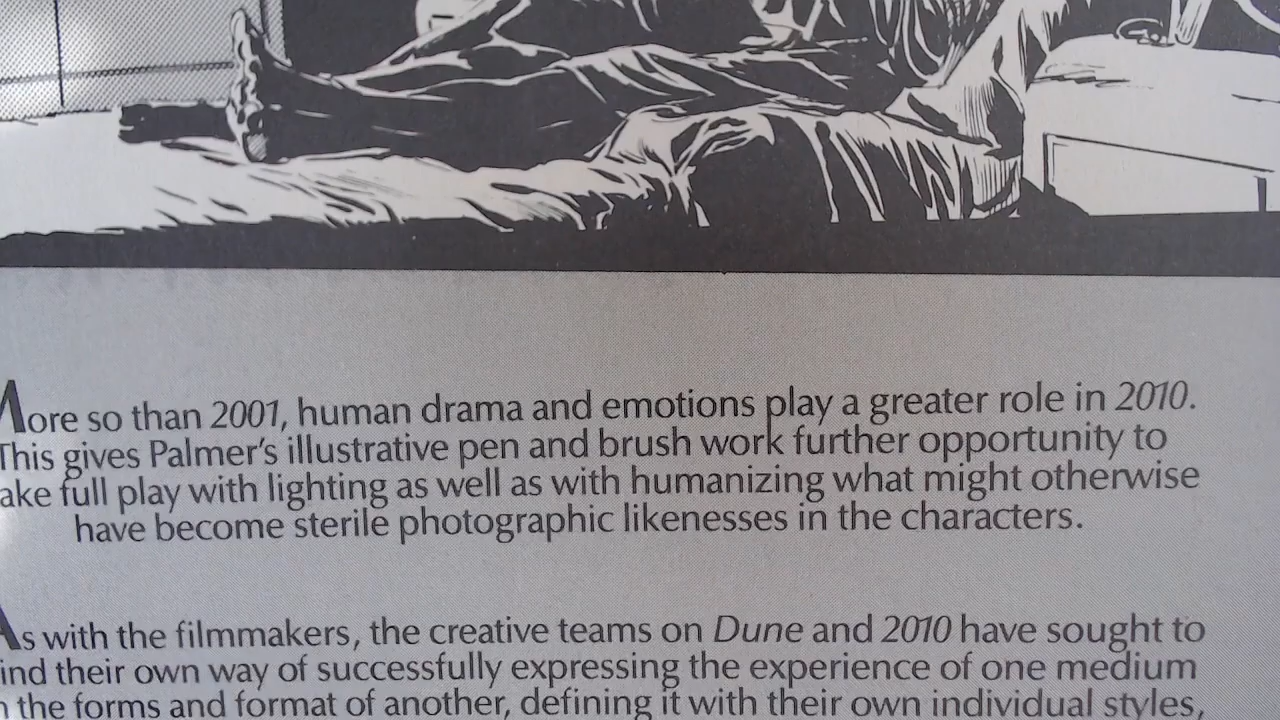 More so than 2001, human drama and emotions play a greater role in 2010.
This gives Palmer's illustrative pen and brush work further opportunity to
ake full play with lighting as well as with humanizing what might otherwise
have become sterile photographic likenesses in the characters.
As with the filmmakers, the creative teams on Dune and 2010 have sought to
ind their own way of successfully expressing the experience of one medium
the forms and format of another, defining it with their own individual styles,